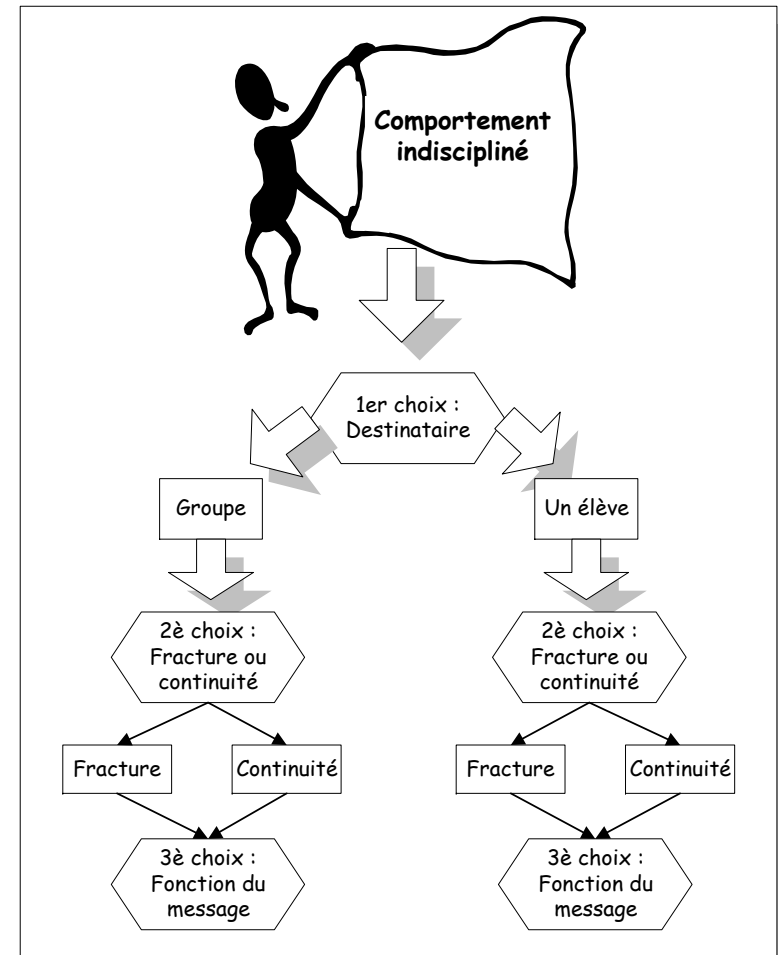 Comportement
indiscipliné
1er choix :
Destinataire
Groupe
Un élève
2è choix :
Fracture ou
continuité
2è choix :
Fracture ou
continuité
Fracture
Continuité
Fracture
Continuité
3è choix :
Fonction du
message
3è choix :
Fonction du
message